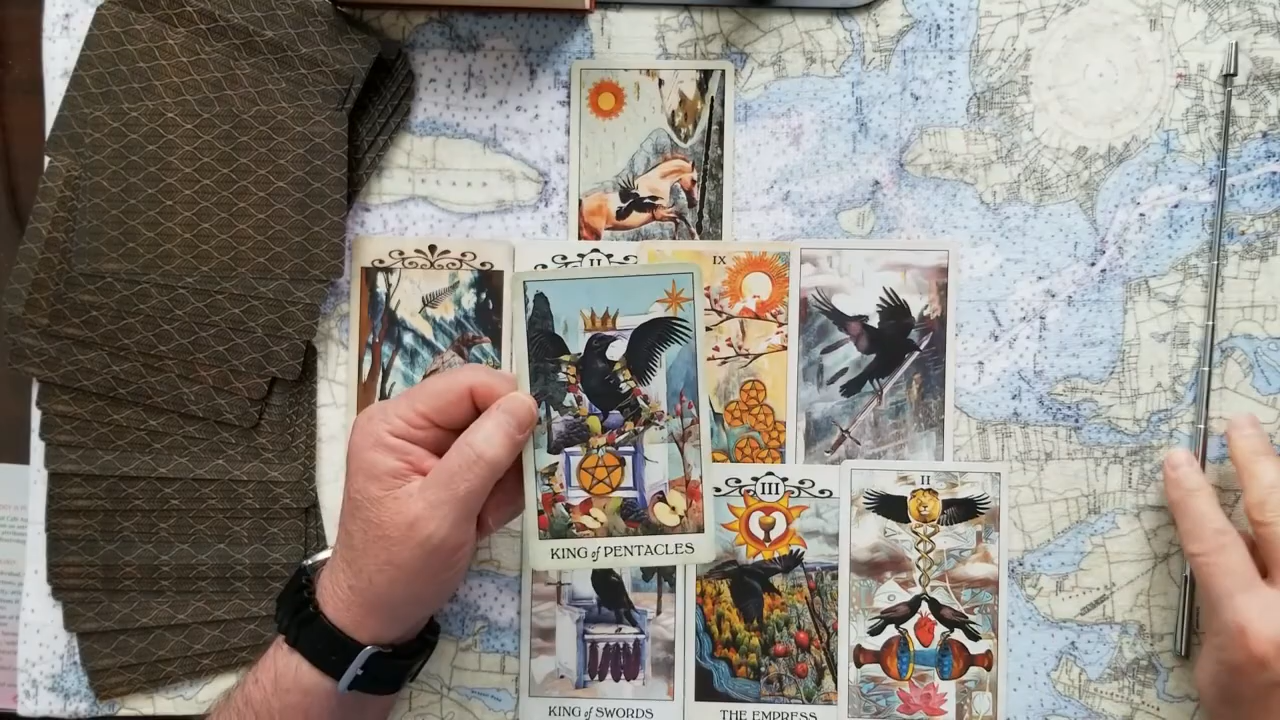 II
IX
KING of PENTACLES
III
II
KING of SWORDS
THE EMPRESS